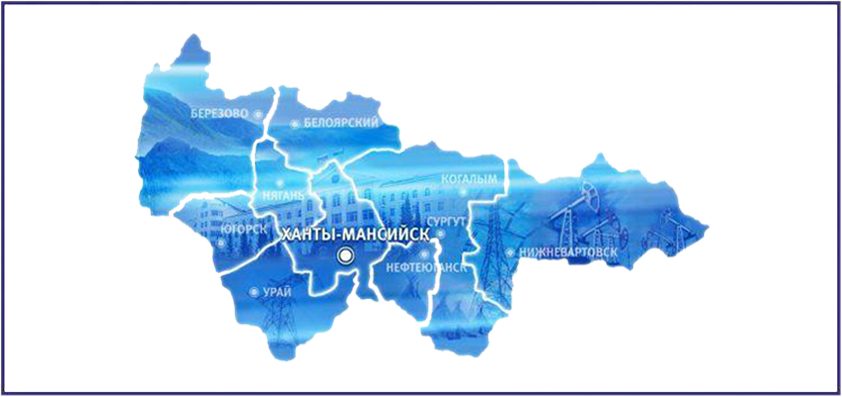 БЕРЕЗОВО
БЕЛОЯРСКИЙ
КОГАЛЫМ
НЯГАНЬ
СУРГУТ
ЮГОРСК
ХАНТЫ-МАНСИЙСК
НИЖНЕВАРТОВСК
НЕФТЕЮГАНСК
УРАЙ